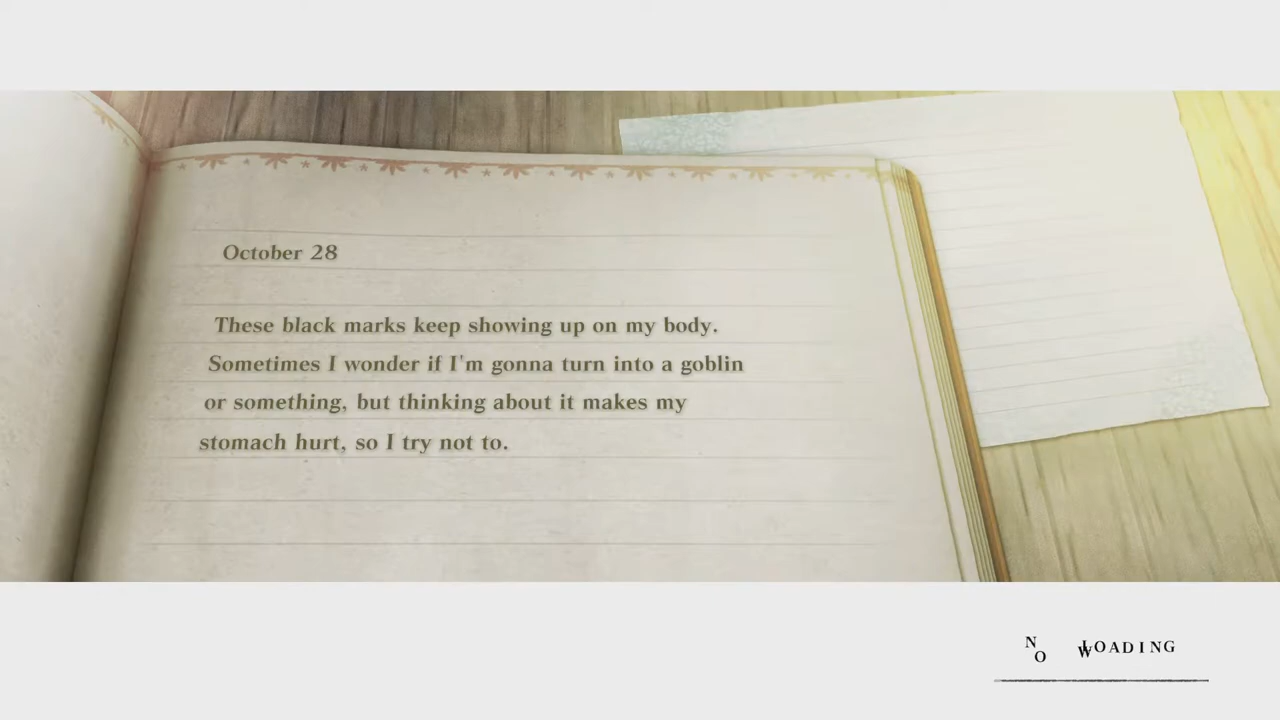 October 28
These black marks keep showing up on my body.
Sometimes I wonder if I'm gonna turn into a goblin
or something, but thinking about it makes my
stomach hurt, so I try not to.
NOW LOADING